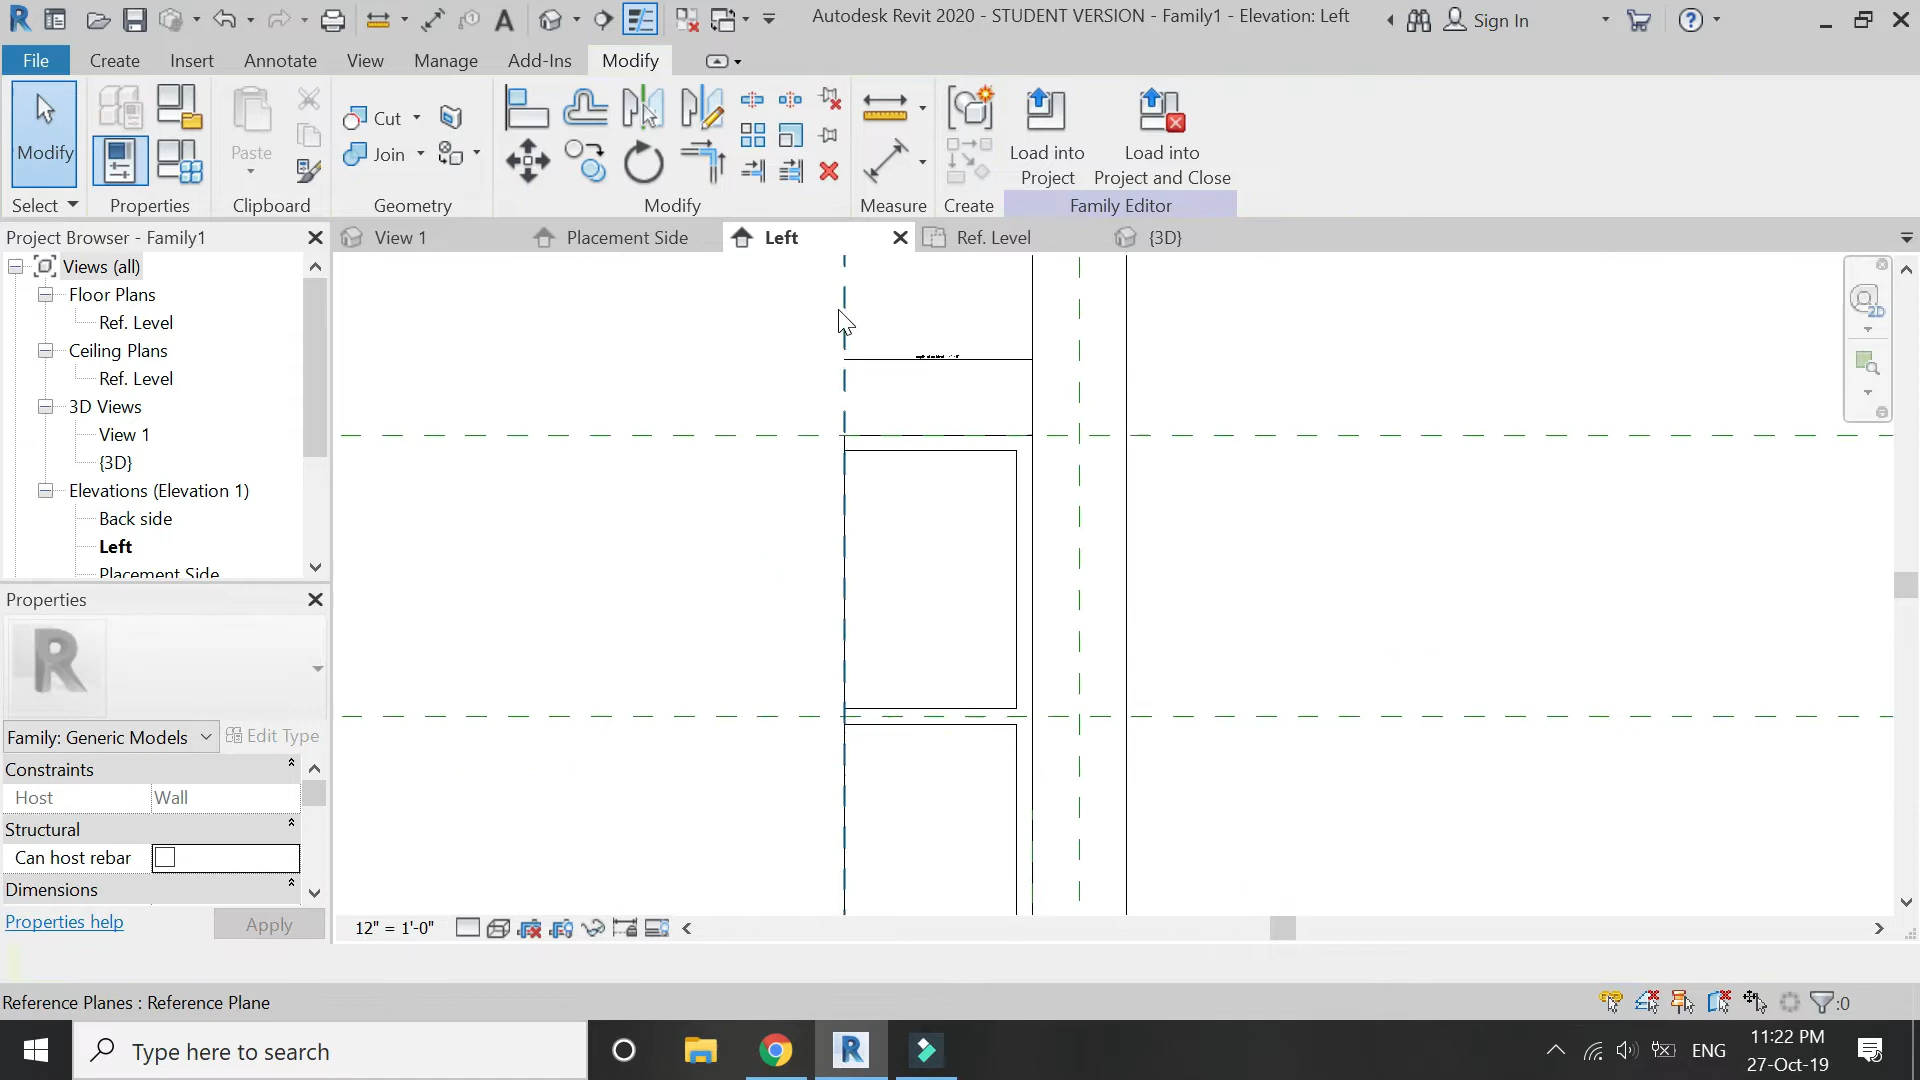 Autodesk Revit 2020 - STUDENT VERSION - Family1 - Elevation: Left
Sign In
File
Create
Insert
Annotate
View
Manage
Add-Ins
Modify
Modify
Paste
Cut
Join
Load into
Project
Load into
Project and Close
Select
Properties
Clipboard
Geometry
Modify
Measure
Create
Family Editor
Project Browser - Family1
View 1
Placement Side
Left
Ref. Level
{3D}
Views (all)
Floor Plans
Ref. Level
Ceiling Plans
Ref. Level
3D Views
View 1
{3D}
Elevations (Elevation 1)
Back side
Left
Placement Side
2D
Properties
Family: Generic Models
Edit Type
Constraints
Host
Wall
Structural
Can host rebar
Dimensions
Properties help
Apply
12" = 1'-0"
Reference Planes : Reference Plane
:0
Type here to search
ENG
11:22 PM
27-Oct-19